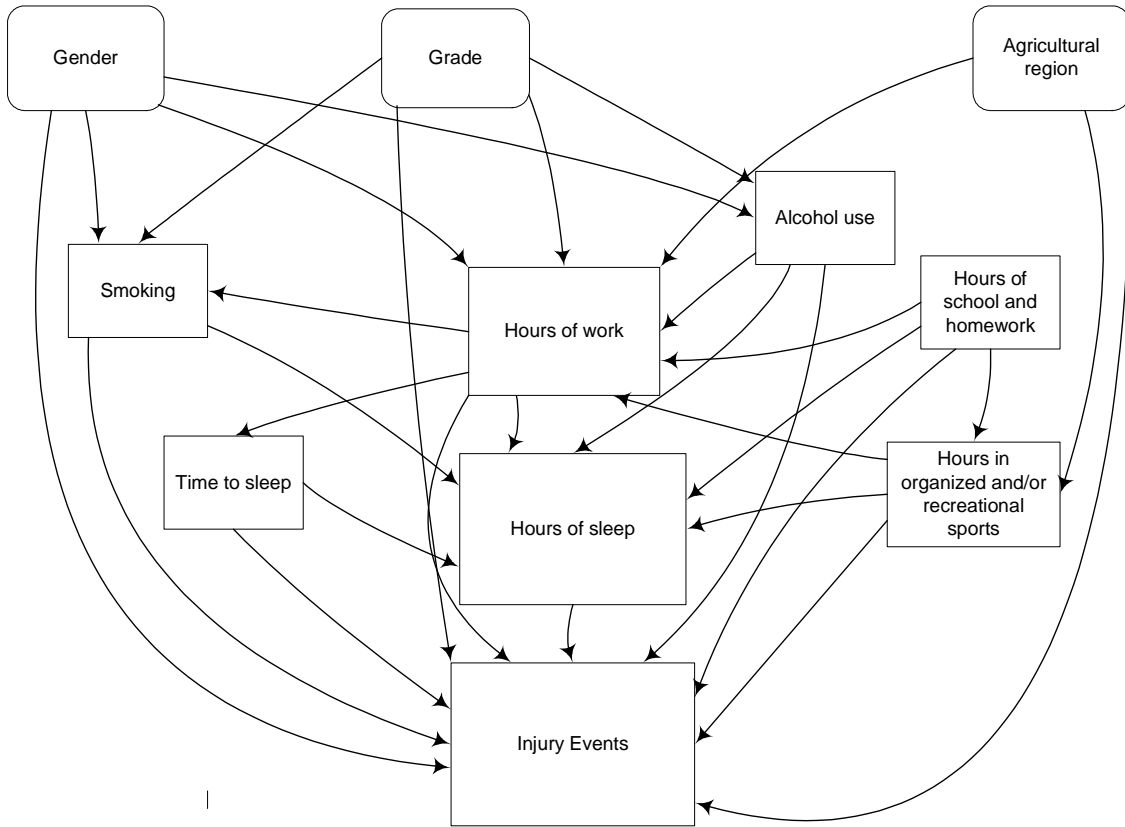 Gender
Grade
Agricultural
region
Alcohol use
Smoking
Hours of work
Hours of
school and
homework
Time to sleep
Hours of sleep
Hours in
organized and/or
recreational
sports
Injury Events